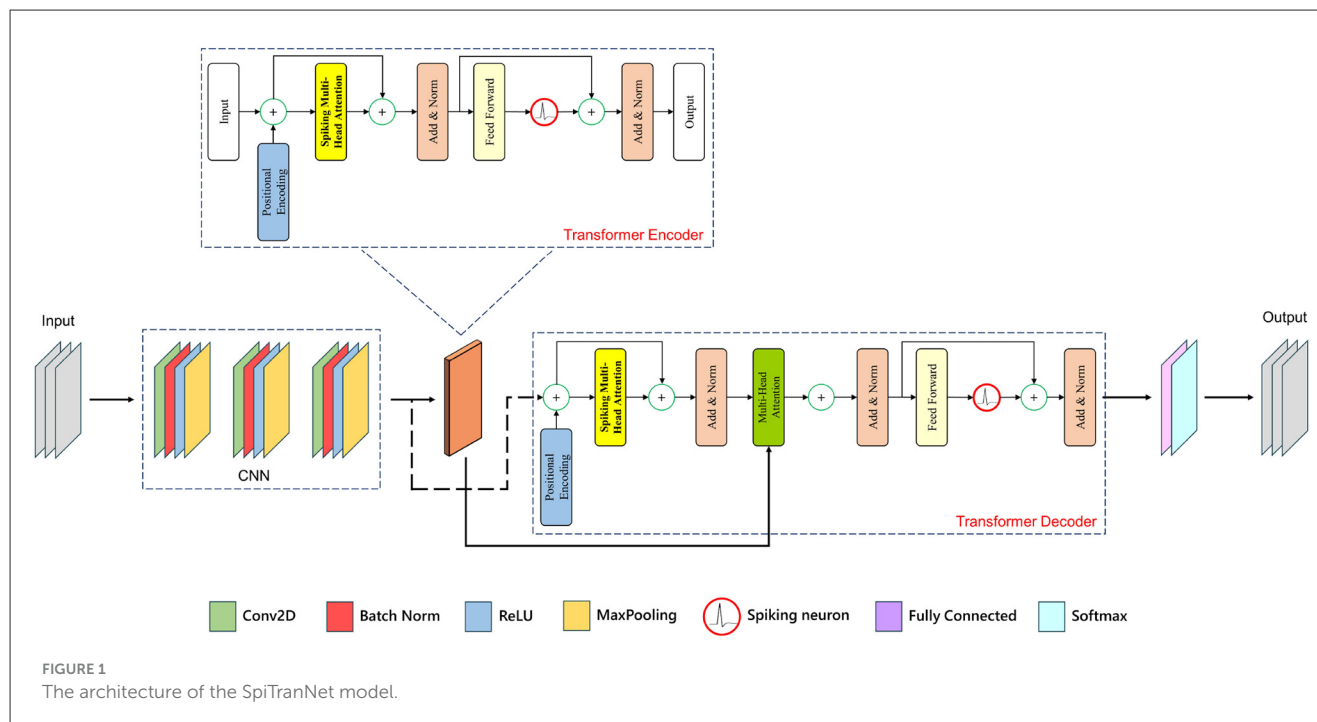 Input
Positional
Encoding
Spiking Multi-
Head Attention
Add & Norm
Feed Forward
Add & Norm
Output
Transformer Encoder
Input
CNN
Positional
Encoding
Spiking Multi-
Head Attention
Add & Norm
Multi-Head
Attention
Add & Norm
Feed Forward
Add & Norm
Transformer Decoder
Output
Conv2D
Batch Norm
ReLU
MaxPooling
Spiking neuron
Fully Connected
Softmax
FIGURE 1
The architecture of the SpiTranNet model.